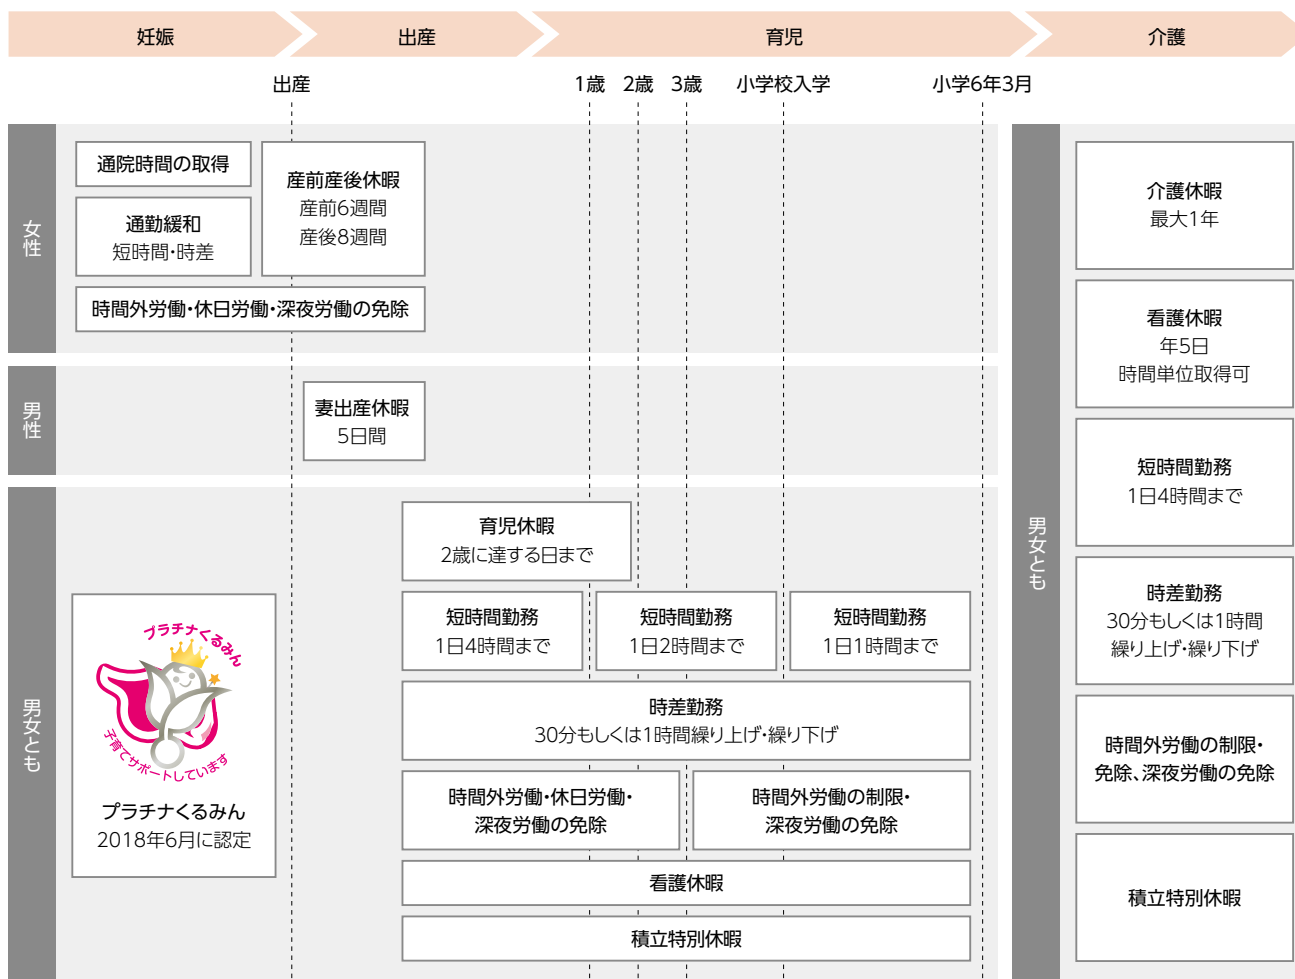 妊娠
出産
育児
介護
出産
1歳
2歳
3歳
小学校入学
小学6年3月
女性
通院時間の取得
通勤緩和
短時間・時差
産前産後休暇
産前6週間
産後8週間
時間外労働・休日労働・深夜労働の免除
男性
妻出産休暇
5日間
男女とも
プラチナくるみん
子育てサポートしています
プラチナくるみん
2018年6月に認定
育児休暇
2歳に達する日まで
短時間勤務
1日4時間まで
短時間勤務
1日2時間まで
短時間勤務
1日1時間まで
時差勤務
30分もしくは1時間繰り上げ・繰り下げ
時間外労働・休日労働・
深夜労働の免除
時間外労働の制限・
深夜労働の免除
看護休暇
積立特別休暇
男女とも
介護休暇
最大1年
看護休暇
年5日
時間単位取得可
短時間勤務
1日4時間まで
時差勤務
30分もしくは1時間
繰り上げ・繰り下げ
時間外労働の制限・
免除、深夜労働の免除
積立特別休暇